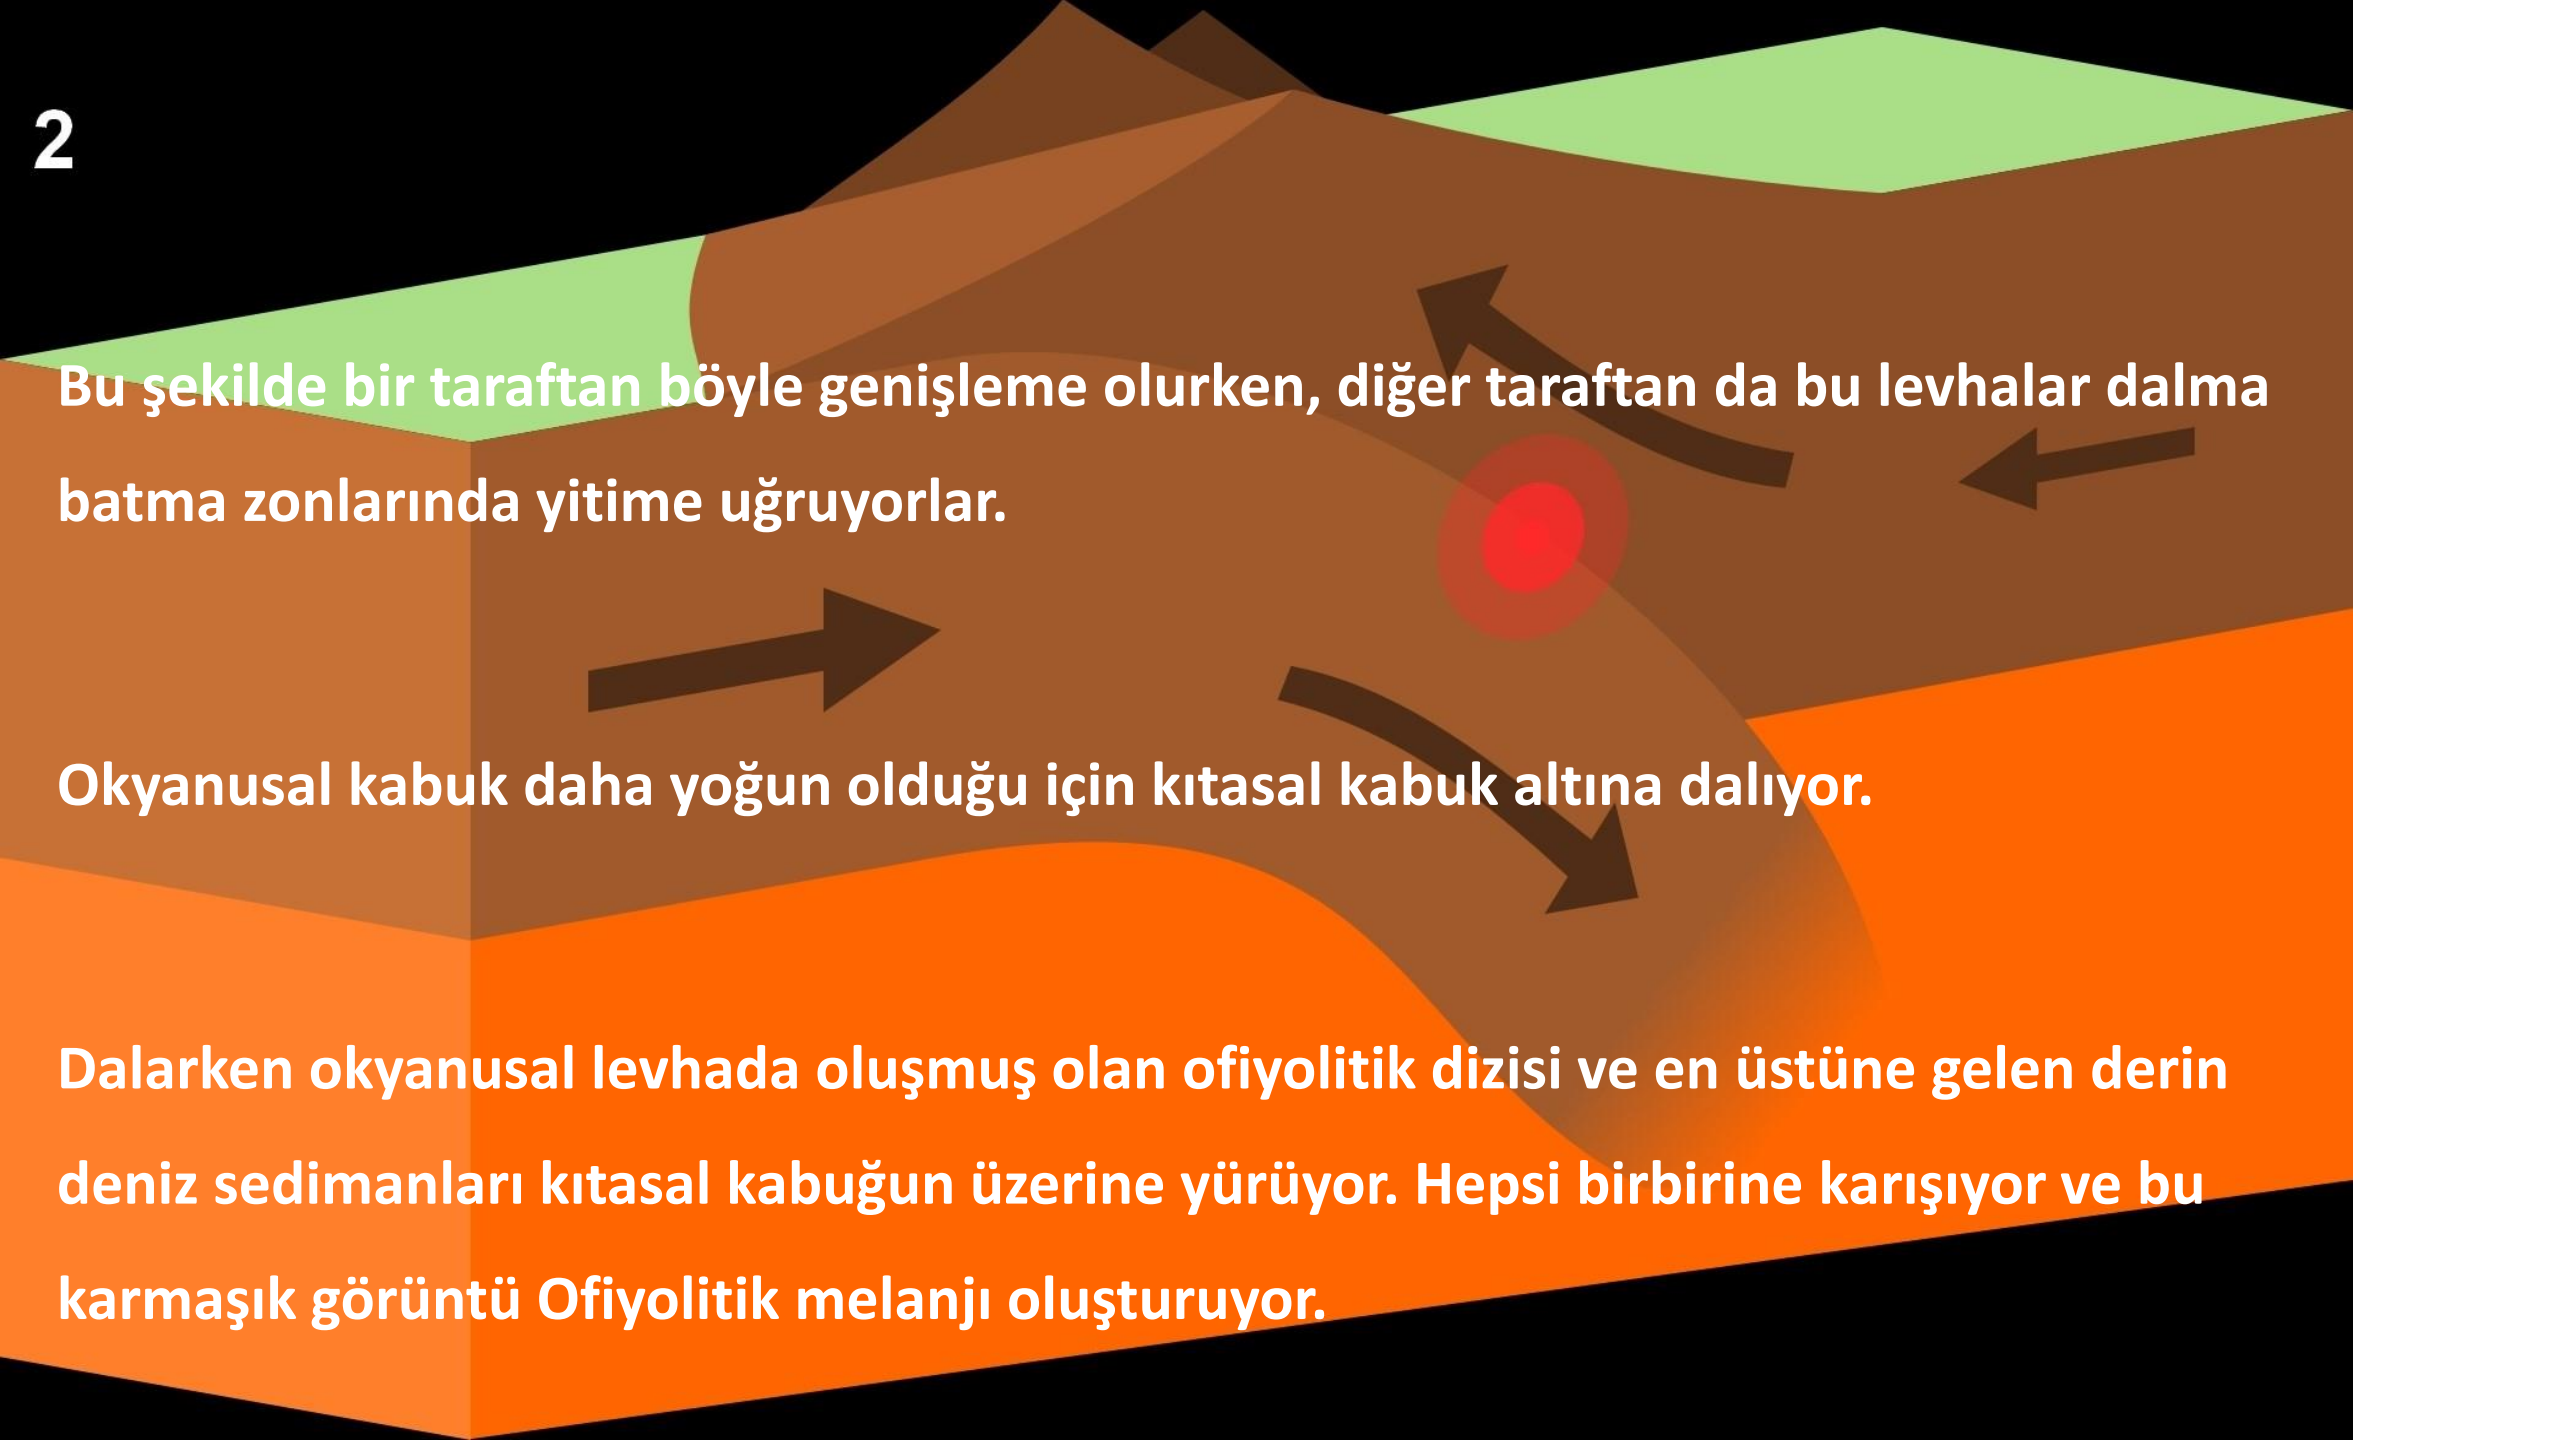 2
Bu şekilde bir taraftan böyle genişleme olurken, diğer taraftan da bu levhalar dalma
batma zonlarında yitime uğruyorlar.
Okyanusal kabuk daha yoğun olduğu için kıtasal kabuk altına dalıyor.
Dalarken okyanusal levhada oluşmuş olan ofiyolitik dizisi ve en üstüne gelen derin
deniz sedimanları kıtasal kabuğun üzerine yürüyor. Hepsi birbirine karışıyor ve bu
karmaşık görüntü Ofiyolitik melanjı oluşturuyor.